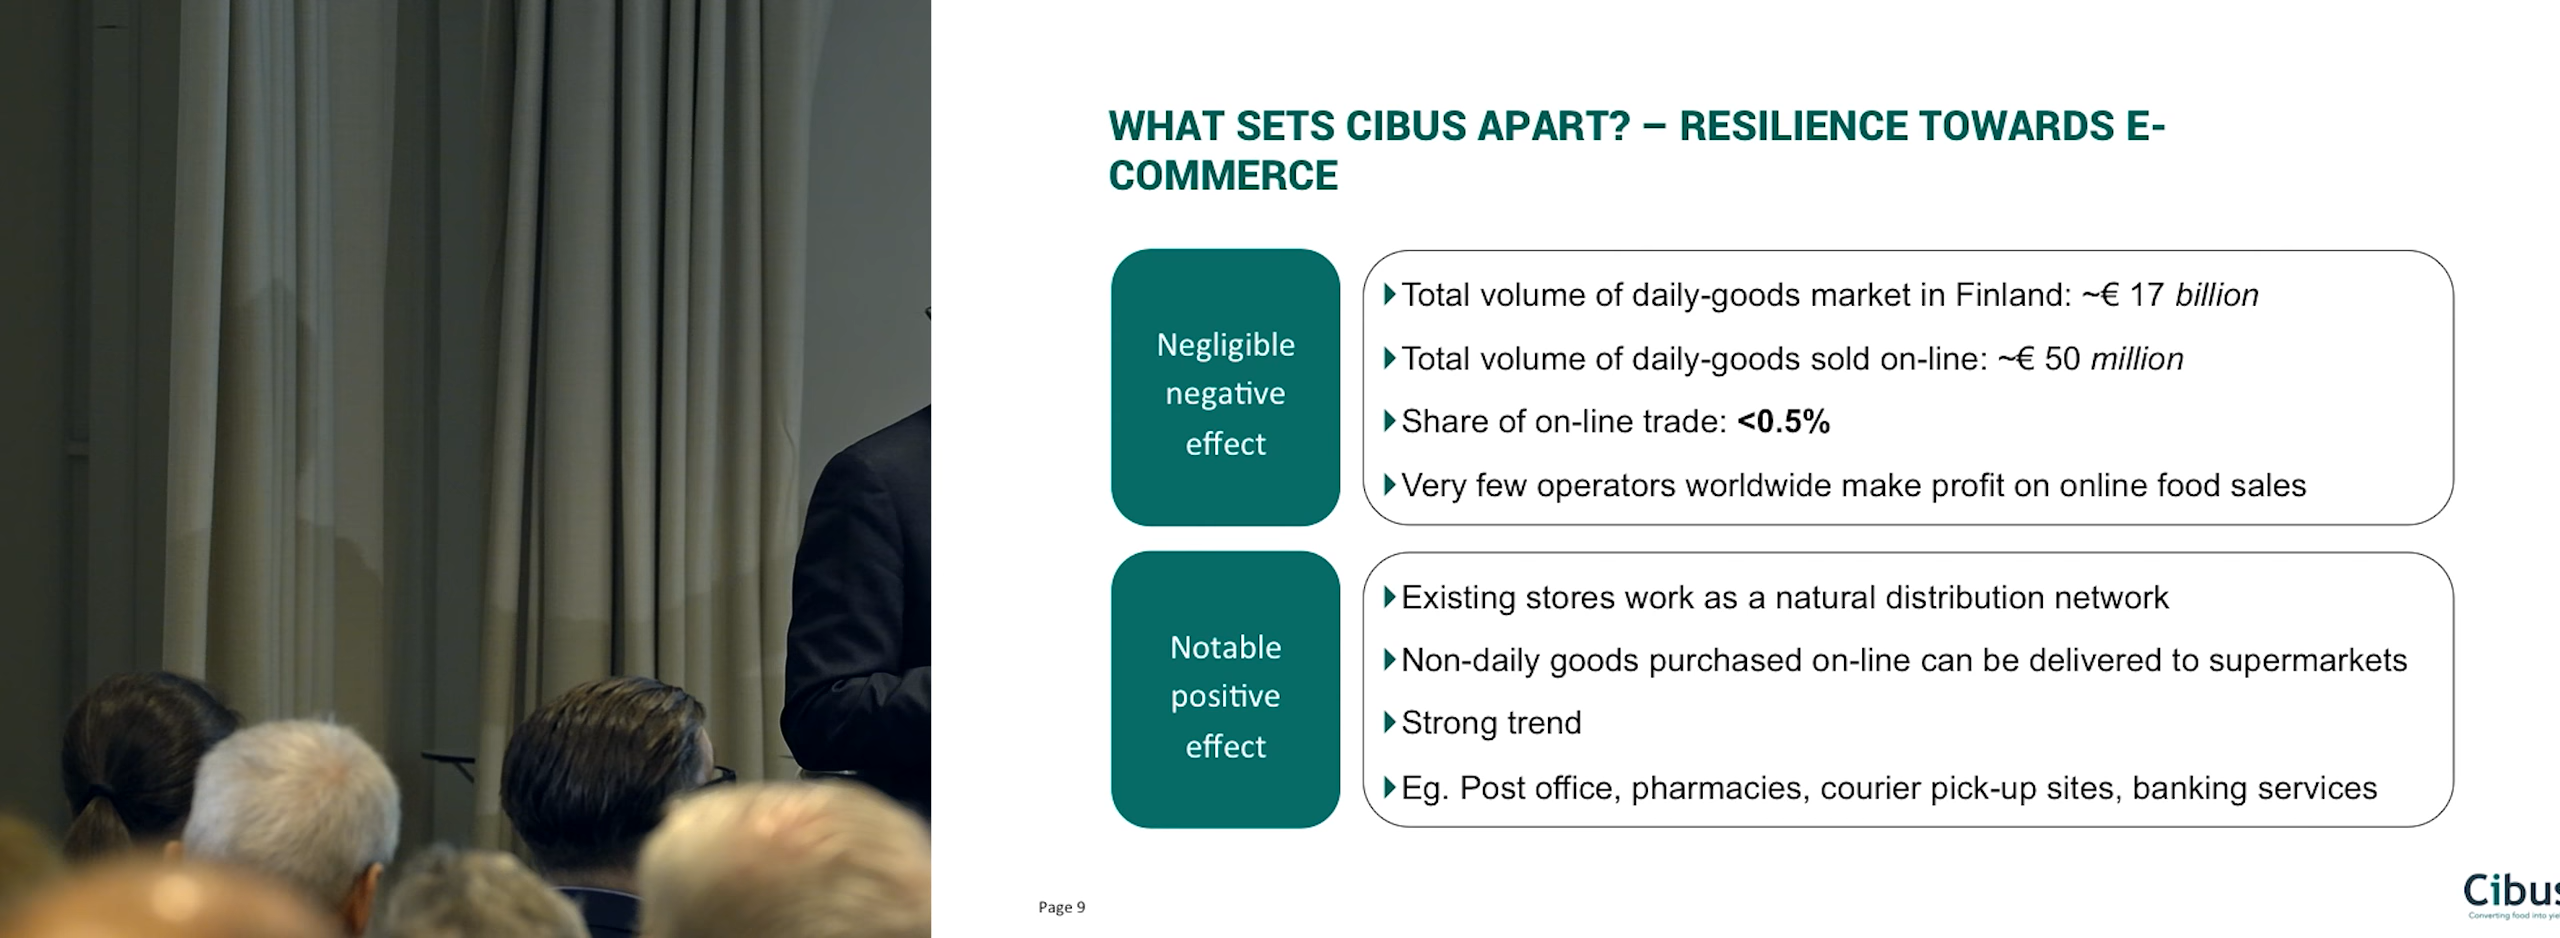 WHAT SETS CIBUS APART? – RESILIENCE TOWARDS E-
COMMERCE
Negligible
negative
effect
Total volume of daily-goods market in Finland: ~€ 17 billion
Total volume of daily-goods sold on-line: ~€ 50 million
Share of on-line trade: <0.5%
Very few operators worldwide make profit on online food sales
Notable
positive
effect
Existing stores work as a natural distribution network
Non-daily goods purchased on-line can be delivered to supermarkets
Strong trend
Eg. Post office, pharmacies, courier pick-up sites, banking services
Page 9
Cibus
Converting food into